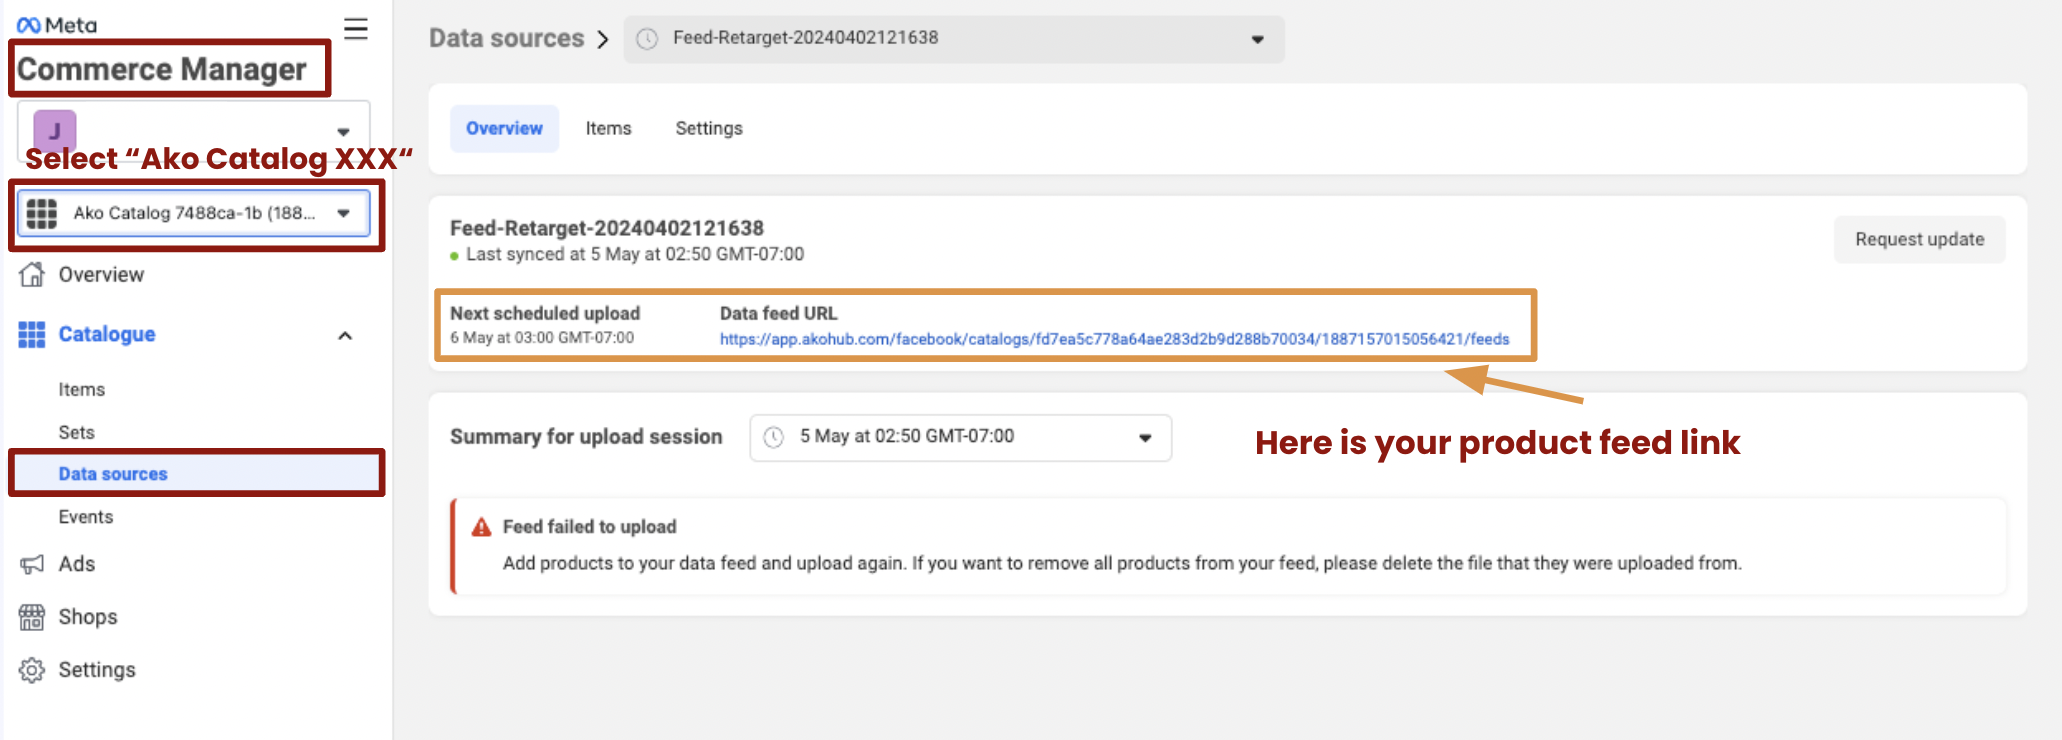 Meta
Commerce Manager
J
Select “Ako Catalog XXX“
Ako Catalog 7488ca-1b (188...
Overview
Catalogue
Items
Sets
Data sources
Events
Ads
Shops
Settings
Data sources
Feed-Retarget-20240402121638
Overview Items Settings
Feed-Retarget-20240402121638
Last synced at 5 May at 02:50 GMT-07:00
Request update
Next scheduled upload
6 May at 03:00 GMT-07:00
Data feed URL
https://app.akohub.com/facebook/catalogs/fd7ea5c778a64ae283d2b9d288b70034/1887157015056421/feeds
Summary for upload session
5 May at 02:50 GMT-07:00
Here is your product feed link
Feed failed to upload
Add products to your data feed and upload again. If you want to remove all products from your feed, please delete the file that they were uploaded from.